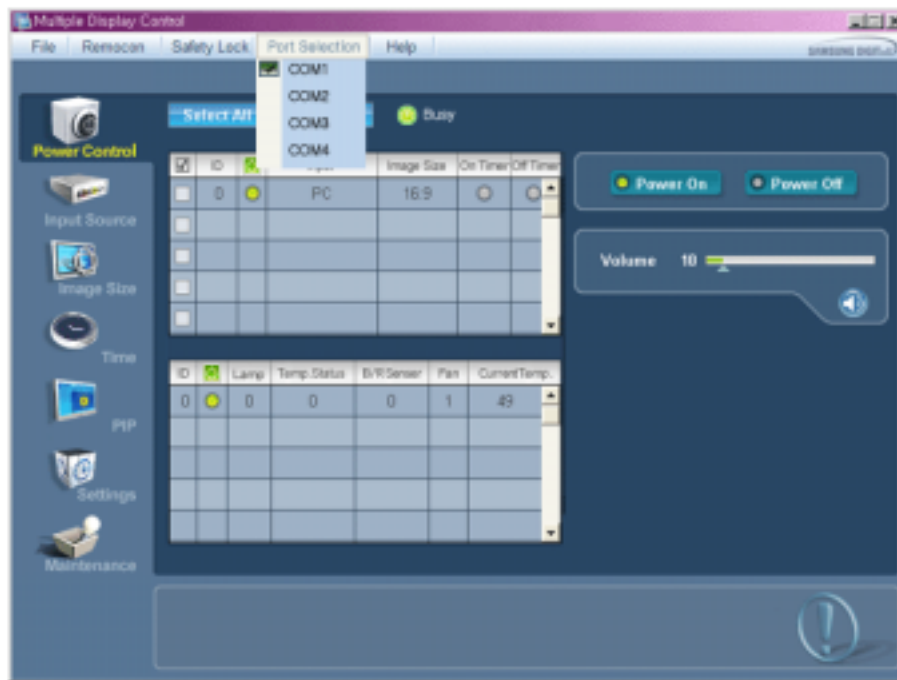 Multiple Display Control
File Remocon Safety Lock Port Selection Help
COM1
COM2
COM3
COM4
Select All
Busy
Power Control
Input Source
Image Size
Time
PIP
Settings
Maintenance
ID Input Image Size On Timer Off Timer
0 PC 16:9
Power On Power Off
Volume 10
ID Lamp Temp.Status B/R Senser Fan CurrentTemp.
0 0 0 0 1 49